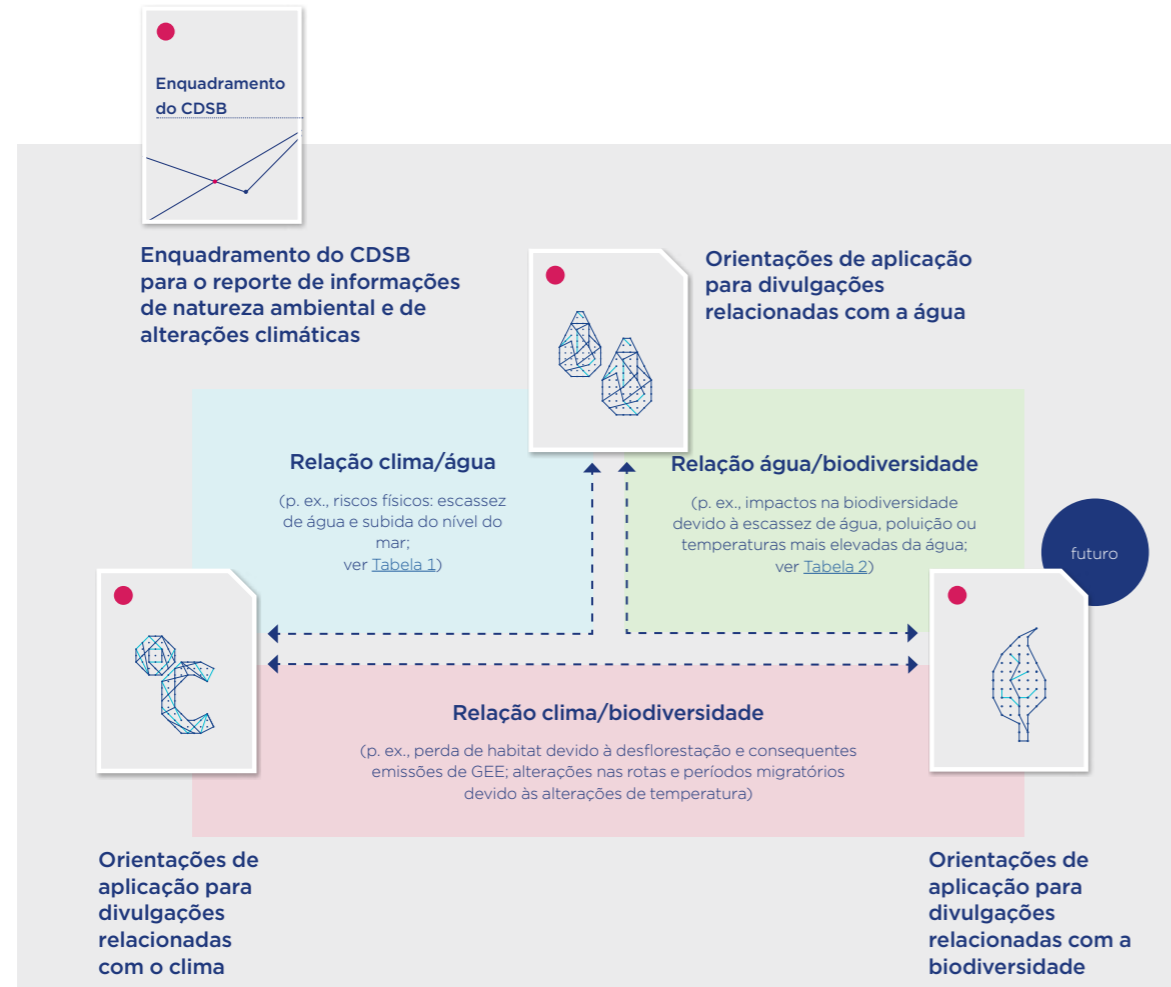 Enquadramento
do CDSB
Enquadramento do CDSB
para o reporte de informações
de natureza ambiental e de
alterações climáticas
Orientações de aplicação
para divulgações
relacionadas com a água
Relação clima/água
(p. ex., riscos físicos: escassez
de água e subida do nível do
mar;
ver Tabela 1)
Relação água/biodiversidade
(p. ex., impactos na biodiversidade
devido à escassez de água, poluição ou
temperaturas mais elevadas da água;
ver Tabela 2)
futuro
Relação clima/biodiversidade
(p. ex., perda de habitat devido à desflorestação e consequentes
emissões de GEE; alterações nas rotas e períodos migratórios
devido às alterações de temperatura)
Orientações de
aplicação para
divulgações
relacionadas
com o clima
Orientações de
aplicação para
divulgações
relacionadas com a
biodiversidade